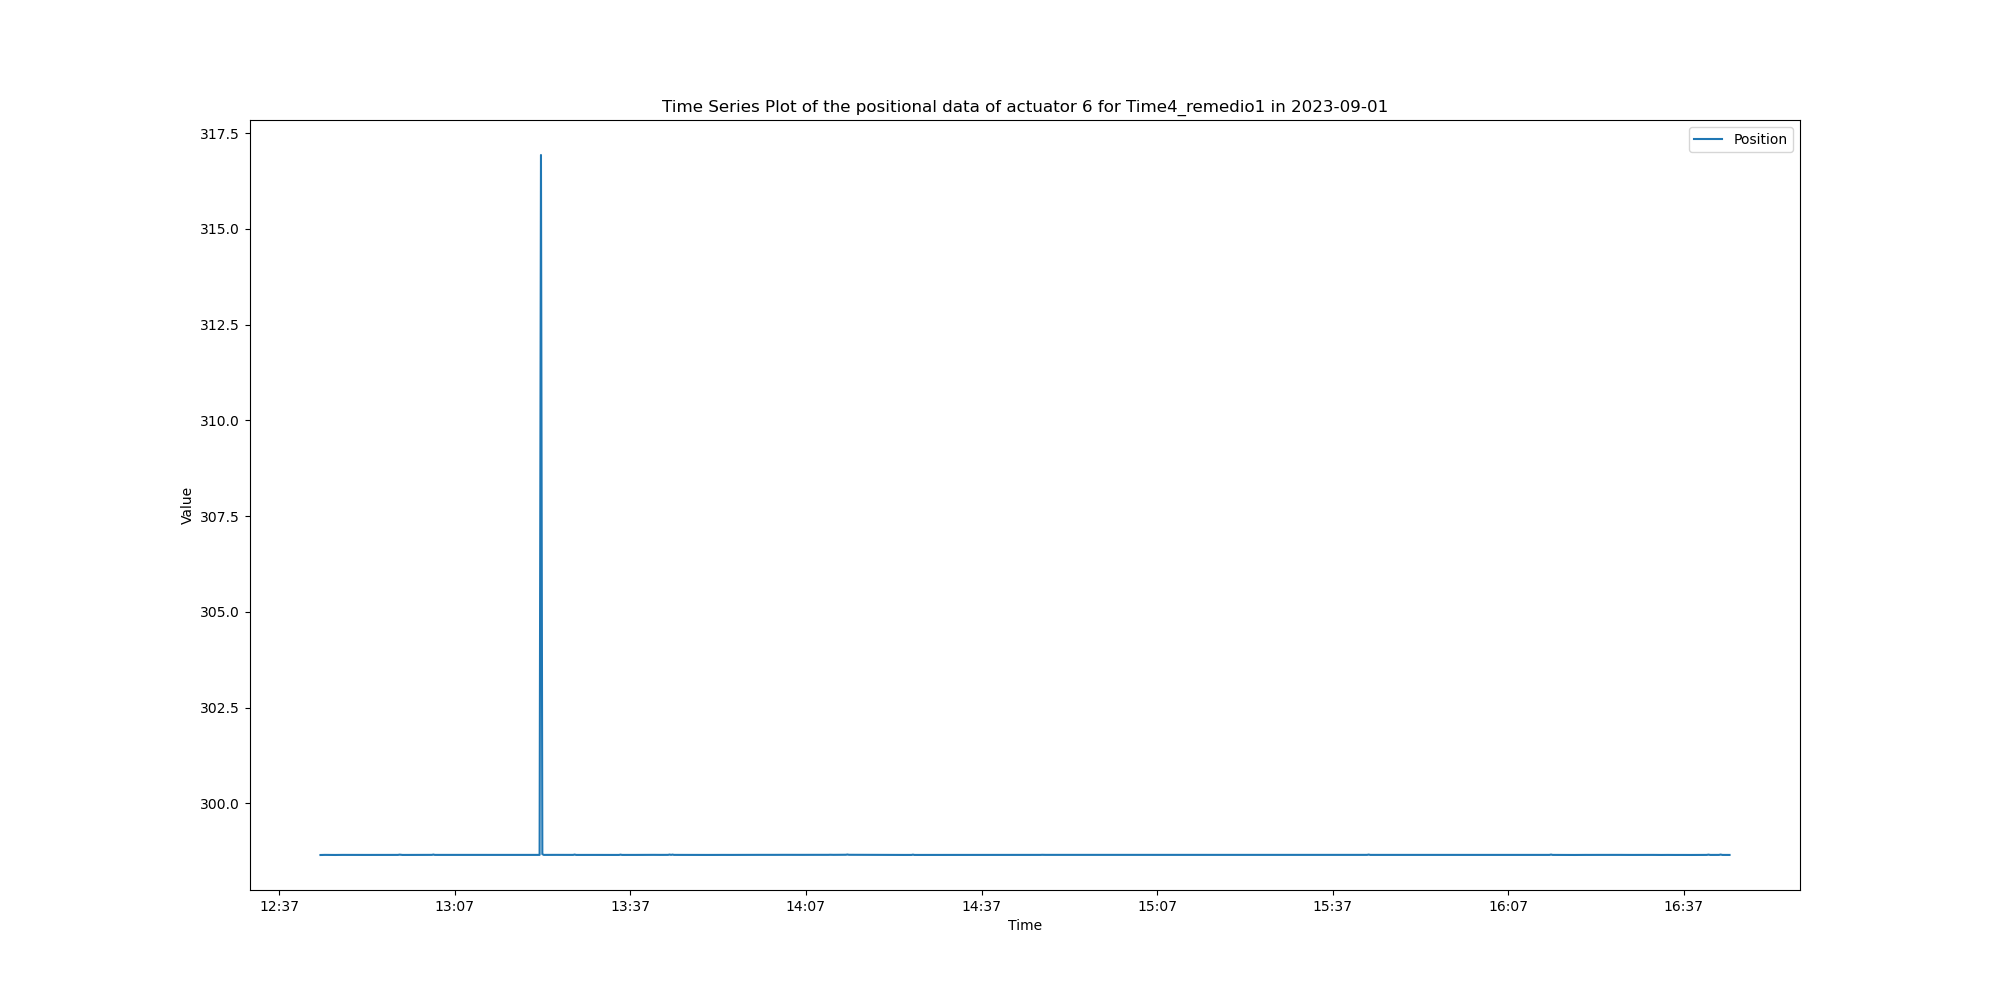 Time Series Plot of the positional data of actuator 6 for Time4_remedio1 in 2023-09-01
Position
317.5
315.0
312.5
310.0
307.5
305.0
302.5
300.0
Value
12:37 13:07 13:37 14:07 14:37 15:07 15:37 16:07 16:37
Time